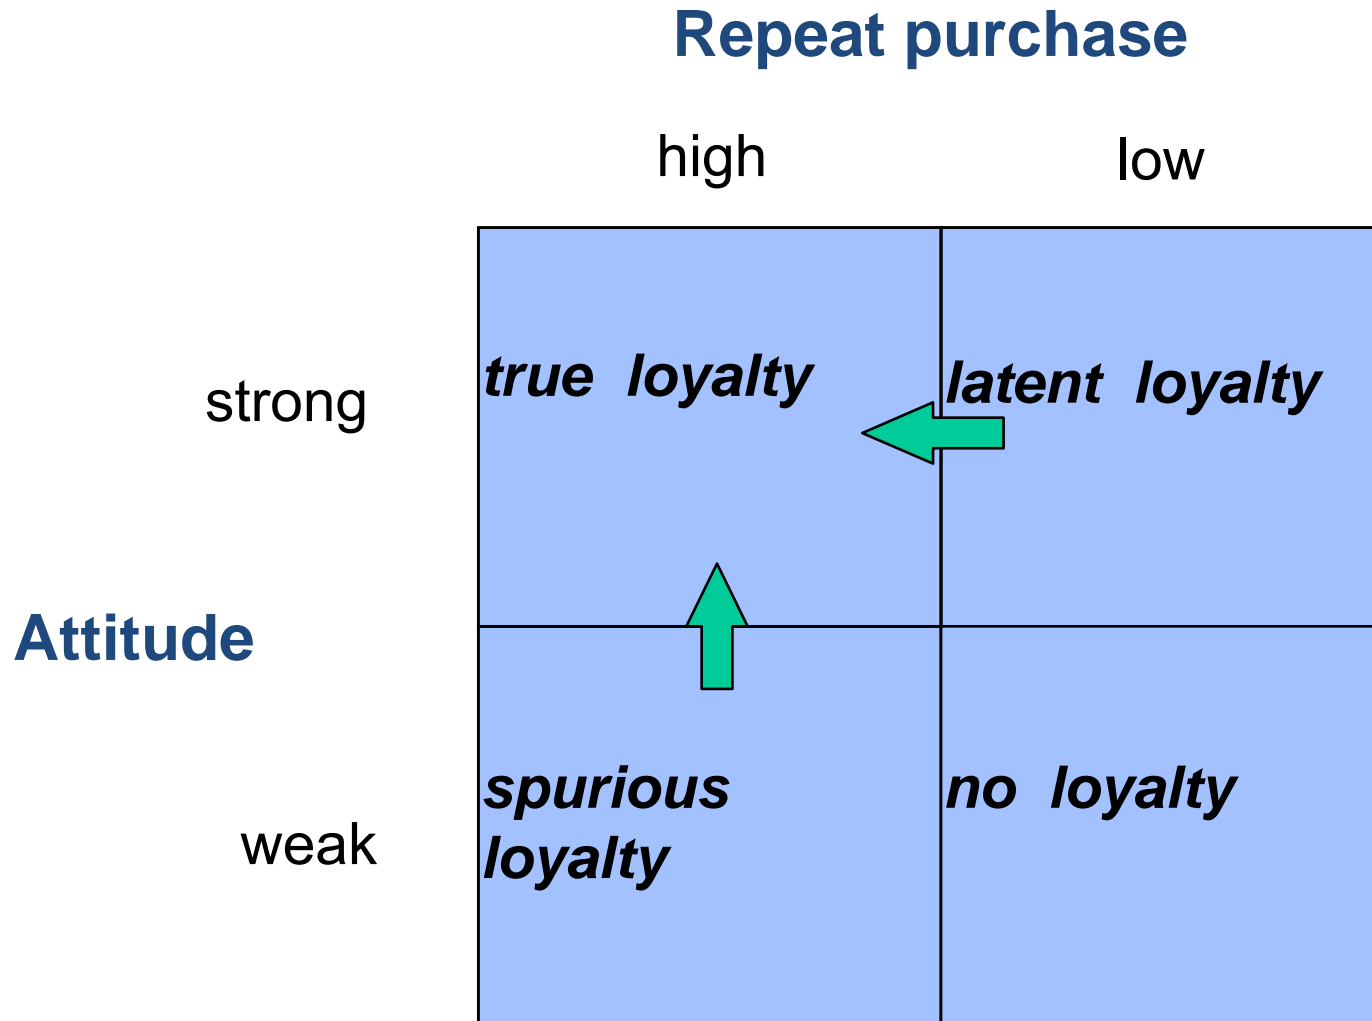 Repeat purchase
high low
strong
true loyalty
latent loyalty
Attitude
weak
spurious
loyalty
no loyalty